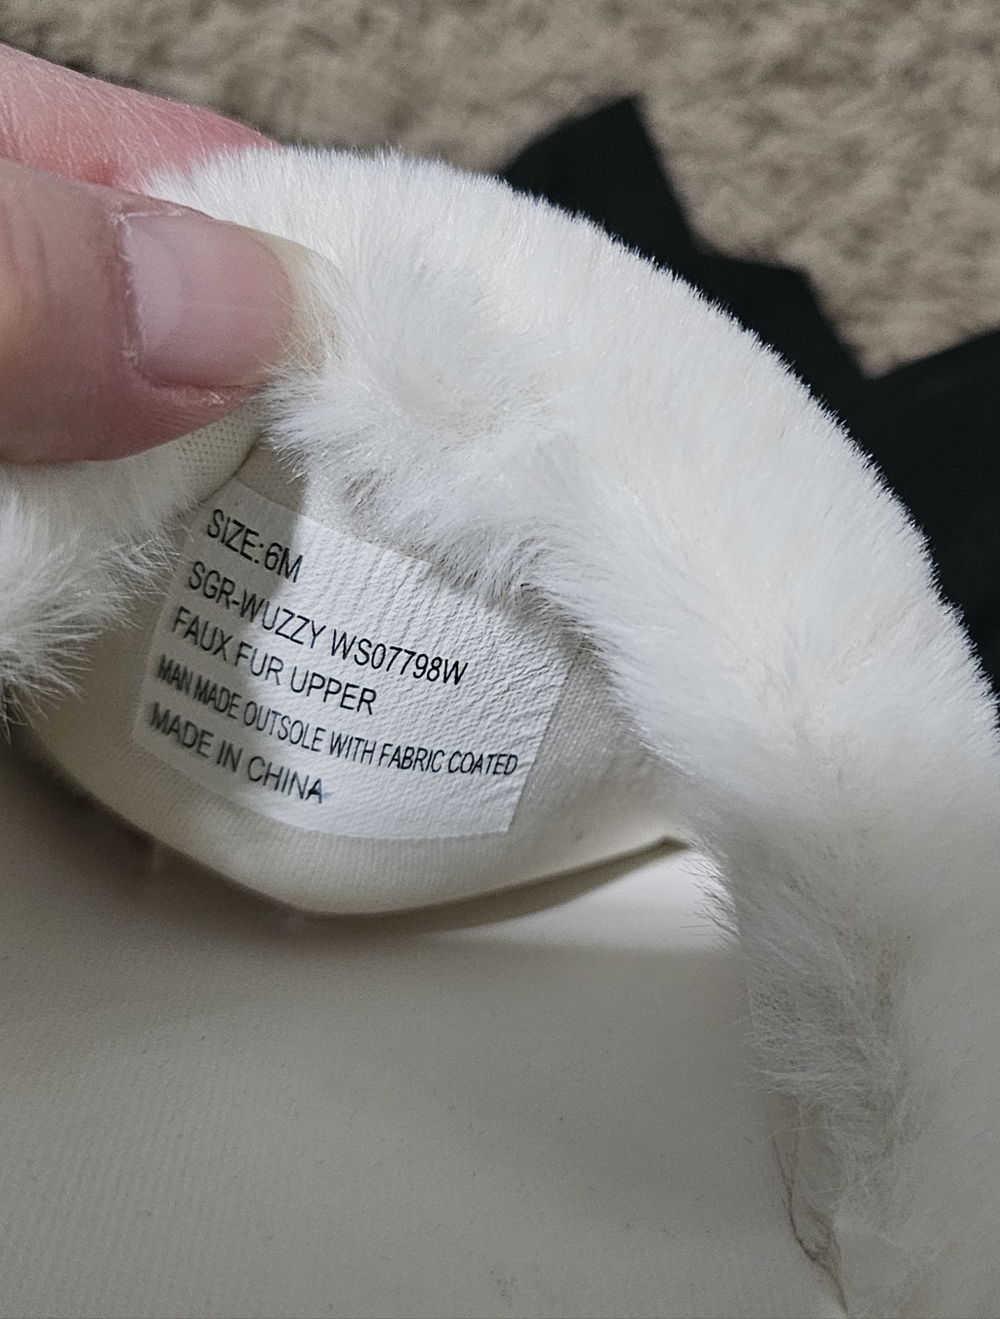 SIZE:6M
SGR-WUZZY WS07798W
FAUX FUR UPPER
MAN MADE OUTSOLE WITH FABRIC COATED
MADE IN CHINA